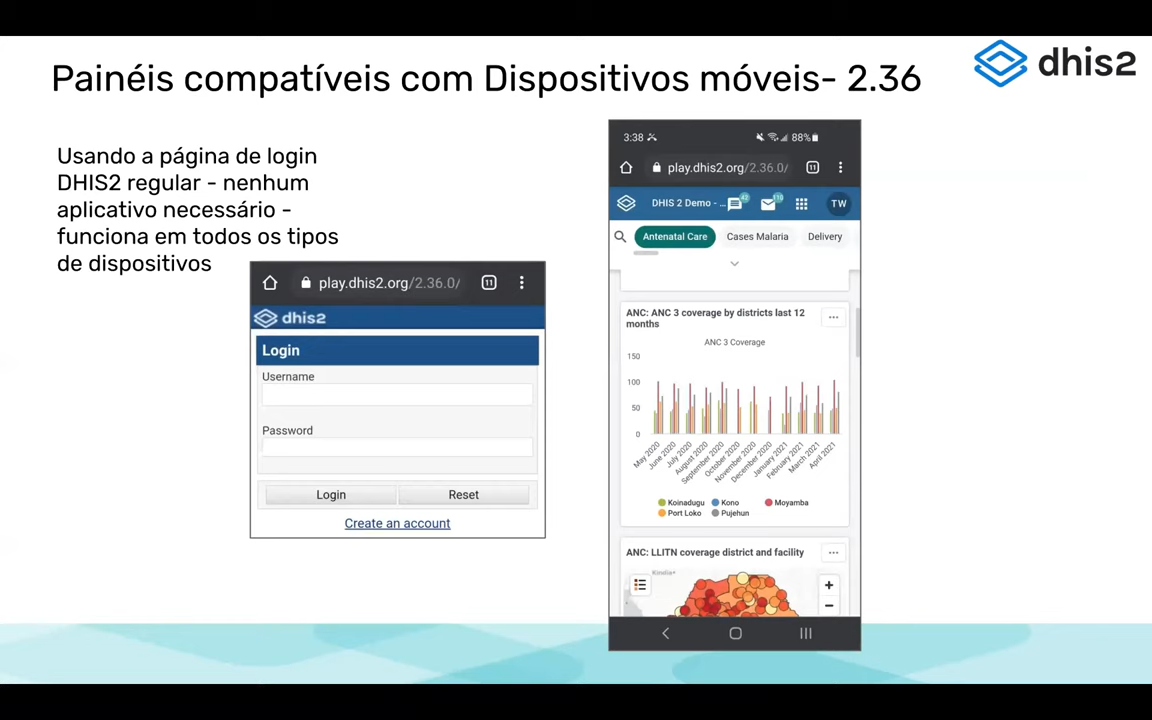 Painéis compatíveis com Dispositivos móveis- 2.36
dhis2
Usando a página de login
DHIS2 regular - nenhum
aplicativo necessário -
funciona em todos os tipos
de dispositivos
play.dhis2.org/2.36.0/
11
dhis2
Login
Username
Password
Login
Reset
Create an account
3:38
88%
play.dhis2.org/2.36.0/
11
DHIS 2 Demo - ...
TW
Antenatal Care
Cases Malaria
Delivery
ANC: ANC 3 coverage by districts last 12
months
ANC 3 Coverage
150
100
50
0
May 2020
June 2020
July 2020
August 2020
September 2020
October 2020
November 2020
December 2020
January 2021
February 2021
March 2021
April 2021
Koinadugu
Kono
Moyamba
Port Loko
Pujehun
ANC: LLITN coverage district and facility
Kindia